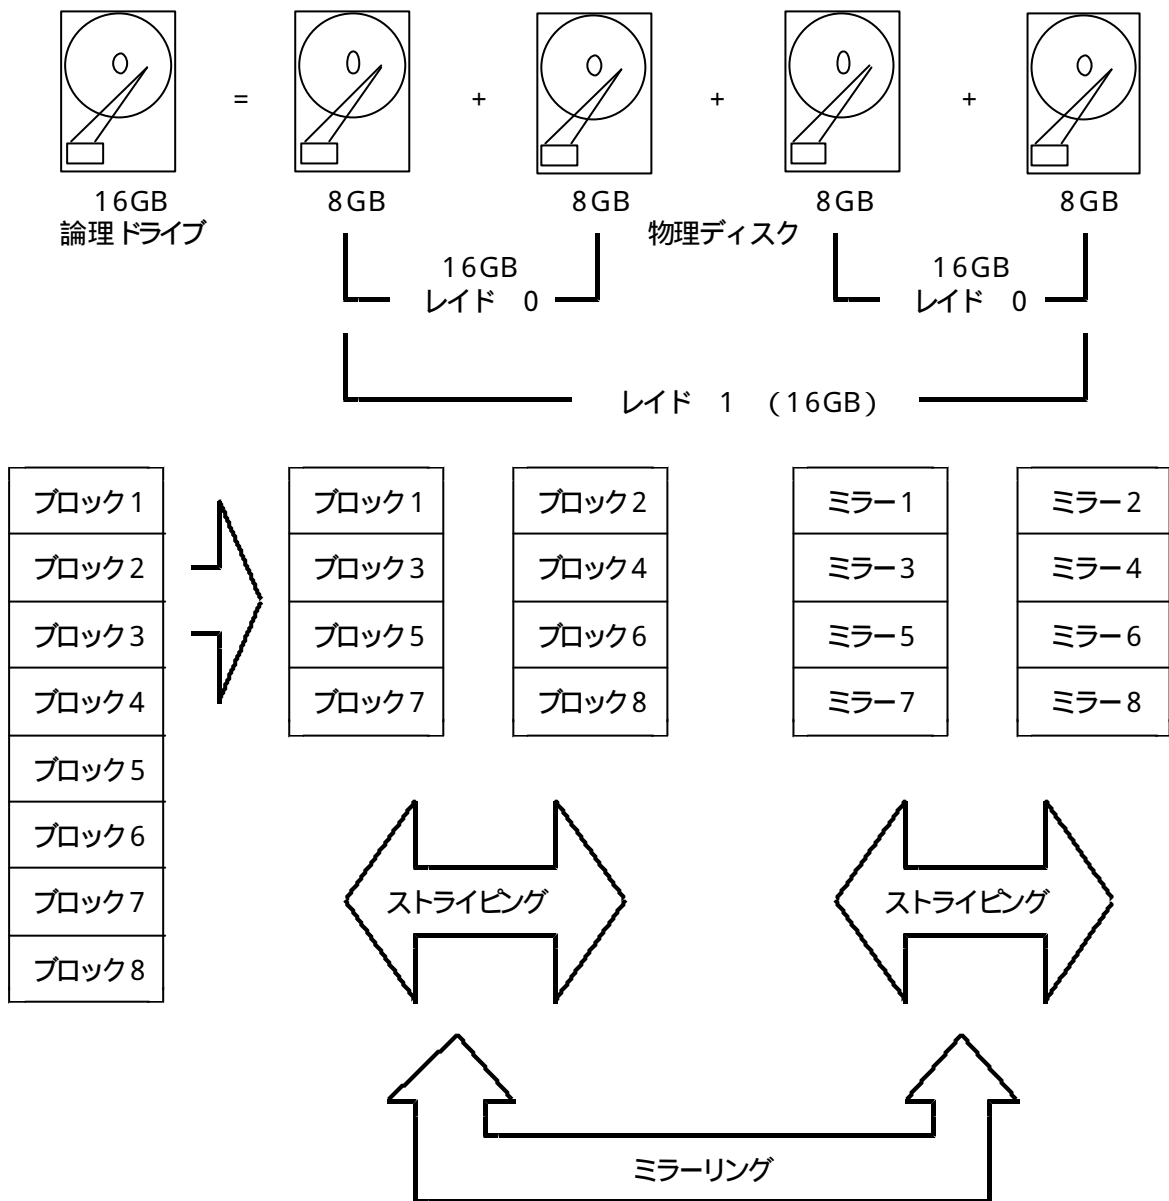 = + + +
16GB 8GB 8GB 8GB 8GB
論理ドライブ 物理ディスク
16GB 16GB
レイド 0 レイド 0
レイド 1 (16GB)
ブロック1 ブロック1 ブロック2 ミラー1 ミラー2
ブロック2 ブロック3 ブロック4 ミラー3 ミラー4
ブロック3 ブロック5 ブロック6 ミラー5 ミラー6
ブロック4 ブロック7 ブロック8 ミラー7 ミラー8
ブロック5
ブロック6
ブロック7
ブロック8
ストライピング ストライピング
ミラーリング